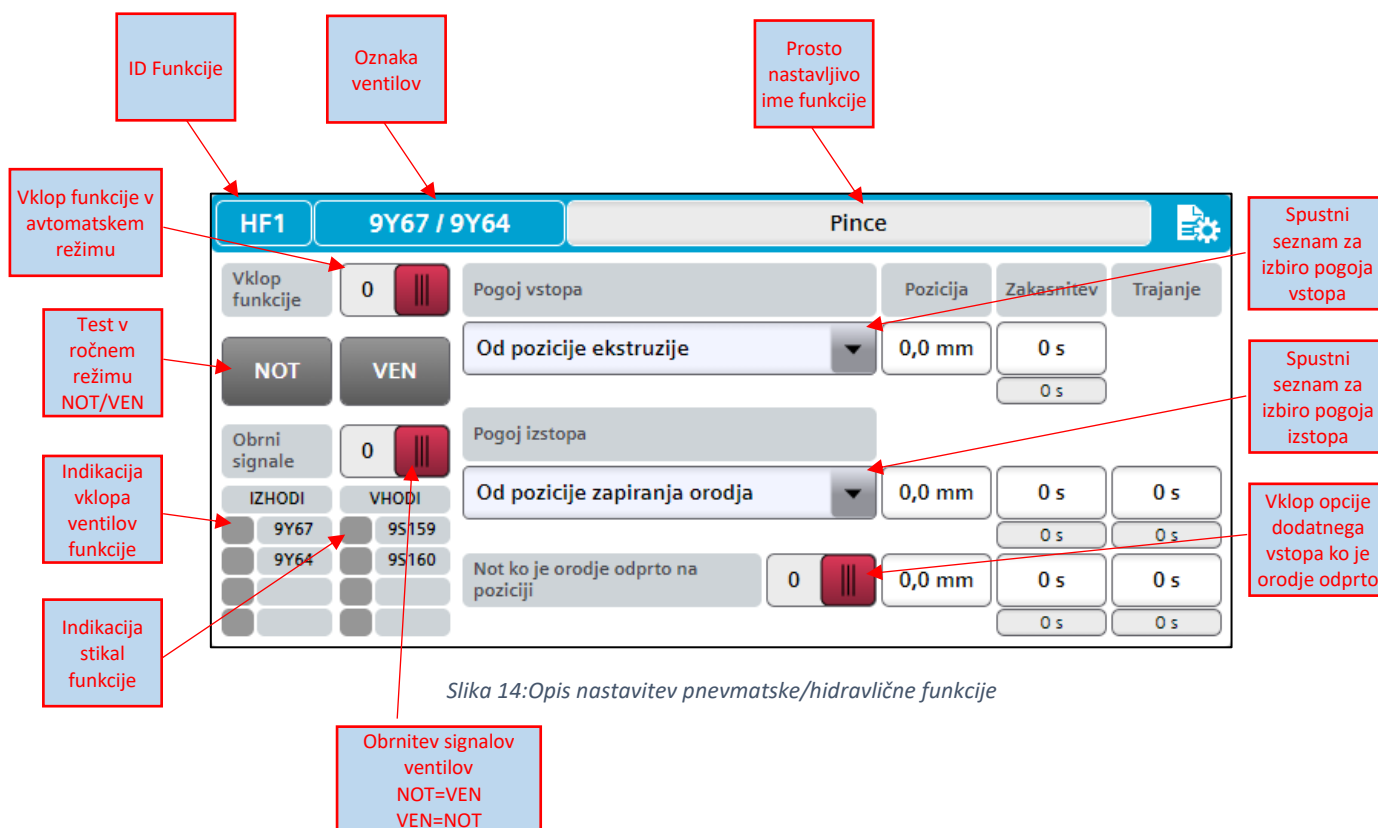 ID Funkcije
Oznaka
ventilov
Prosto
nastavljivo
ime funkcije
Vklop funkcije v
avtomatskem
režimu
Test v
ročnem
režimu
NOT/VEN
Indikacija
vklopa
ventilov
funkcije
Indikacija
stikal
funkcije
HF1
9Y67 / 9Y64
Pince
Vklop
funkcije
0
Pogoj vstopa
Pozicija
Zakasnitev
Trajanje
NOT
VEN
Od pozicije ekstruzije
0,0 mm
0 s
0 s
Obrni
signale
0
Pogoj izstopa
Od pozicije zapiranja orodja
0,0 mm
0 s
0 s
0 s
0 s
IZHODI
VHODI
9Y67
9S159
9Y64
9S160
Not ko je orodje odprto na
poziciji
0
0,0 mm
0 s
0 s
0 s
0 s
Spustni
seznam za
izbiro pogoja
vstopa
Spustni
seznam za
izbiro pogoja
izstopa
Vklop opcije
dodatnega
vstopa ko je
orodje odprto
Slika 14:Opis nastavitev pnevmatske/hidravlične funkcije
Obrnitev signalov
ventilov
NOT=VEN
VEN=NOT